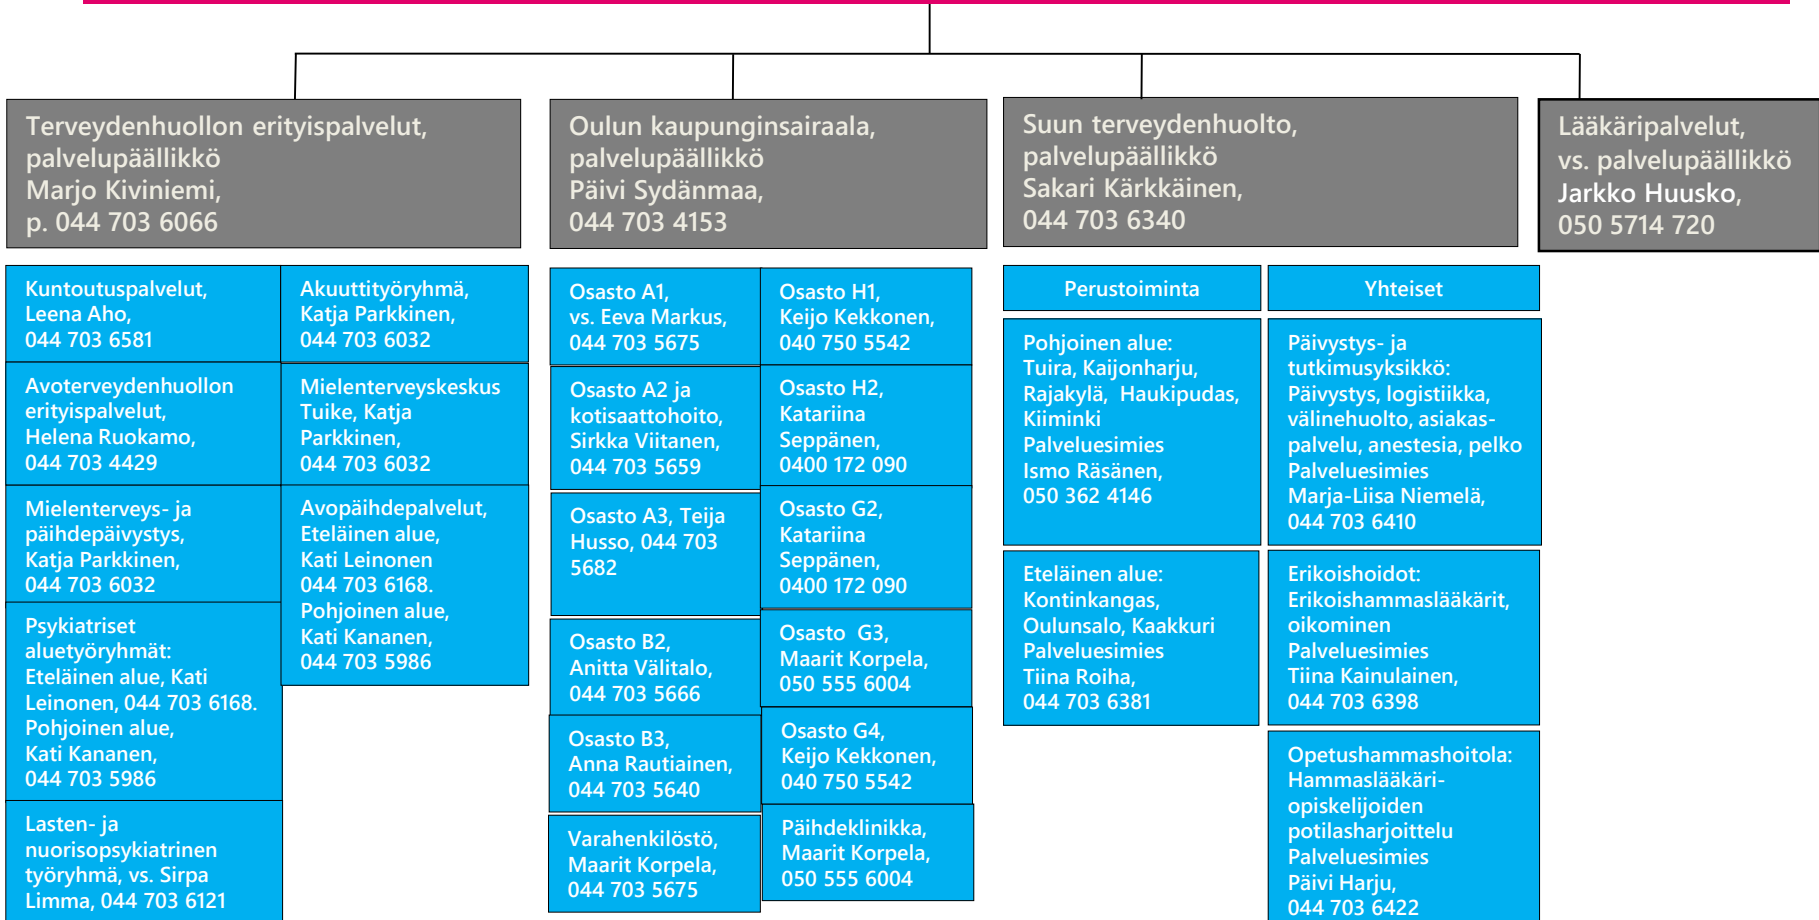 Terveydenhuollon erityispalvelut,
palvelupäällikkö
Marjo Kiviniemi,
p. 044 703 6066
Oulun kaupunginsairaala,
palvelupäällikkö
Päivi Sydänmaa,
044 703 4153
Suun terveydenhuolto,
palvelupäällikkö
Sakari Kärkkäinen,
044 703 6340
Lääkäripalvelut,
vs. palvelupäällikkö
Jarkko Huusko,
050 5714 720
Kuntoutuspalvelut,
Leena Aho,
044 703 6581
Avoterveydenhuollon
erityispalvelut,
Helena Ruokamo,
044 703 4429
Mielenterveys- ja
päihdepäivystys,
Katja Parkkinen,
044 703 6032
Psykiatriset
aluetyöryhmät:
Eteläinen alue, Kati
Leinonen, 044 703 6168.
Pohjoinen alue,
Kati Kananen,
044 703 5986
Lasten- ja
nuorisopsykiatrinen
työryhmä, vs. Sirpa
Limma, 044 703 6121
Akuuttityöryhmä,
Katja Parkkinen,
044 703 6032
Mielenterveyskeskus
Tuike, Katja
Parkkinen,
044 703 6032
Avopäihdepalvelut,
Eteläinen alue,
Kati Leinonen
044 703 6168.
Pohjoinen alue,
Kati Kananen,
044 703 5986
Osasto A1,
vs. Eeva Markus,
044 703 5675
Osasto A2 ja
kotisaattohoito,
Sirkka Viitanen,
044 703 5659
Osasto A3, Teija
Husso, 044 703
5682
Osasto B2,
Anitta Välitalo,
044 703 5666
Osasto B3,
Anna Rautiainen,
044 703 5640
Varahenkilöstö,
Maarit Korpela,
044 703 5675
Osasto H1,
Keijo Kekkonen,
040 750 5542
Osasto H2,
Katariina
Seppänen,
0400 172 090
Osasto G2,
Katariina
Seppänen,
0400 172 090
Osasto G3,
Maarit Korpela,
050 555 6004
Osasto G4,
Keijo Kekkonen,
040 750 5542
Päihdeklinikka,
Maarit Korpela,
050 555 6004
Perustoiminta
Pohjoinen alue:
Tuira, Kaijonharju,
Rajakylä, Haukipudas,
Kiiminki
Palveluesimies
Ismo Räsänen,
050 362 4146
Eteläinen alue:
Kontinkangas,
Oulunsalo, Kaakkuri
Palveluesimies
Tiina Roiha,
044 703 6381
Yhteiset
Päivystys- ja
tutkimusyksikkö:
Päivystys, logistiikka,
välinehuolto, asiakas-
palvelu, anestesia, pelko
Palveluesimies
Marja-Liisa Niemelä,
044 703 6410
Erikoishoidot:
Erikoishammaslääkärit,
oikominen
Palveluesimies
Tiina Kainulainen,
044 703 6398
Opetushammashoitola:
Hammaslääkäri-
opiskelijoiden
potilasharjoittelu
Palveluesimies
Päivi Harju,
044 703 6422